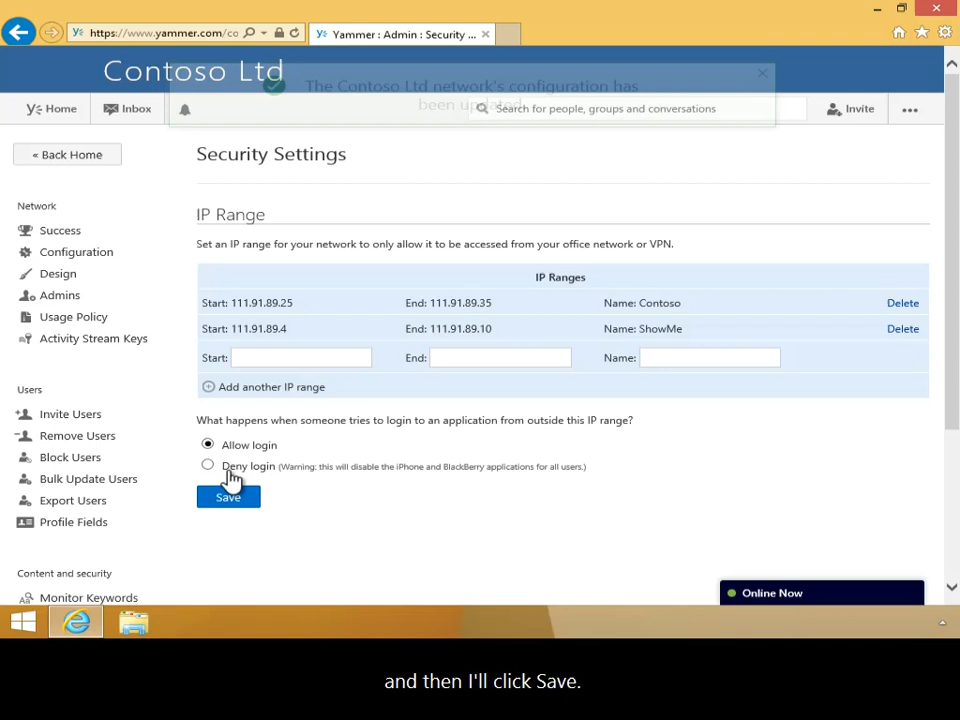 https://www.yammer.com/co
Yammer : Admin : Security ...
Contoso Ltd
The Contoso Ltd network's configuration has
been updated
Home
Inbox
Search for people, groups and conversations
Invite
« Back Home
Security Settings
Network
Success
Configuration
Design
Admins
Usage Policy
Activity Stream Keys
IP Range
Set an IP range for your network to only allow it to be accessed from your office network or VPN.
IP Ranges
Start: 111.91.89.25 End: 111.91.89.35 Name: Contoso Delete
Start: 111.91.89.4 End: 111.91.89.10 Name: ShowMe Delete
Start: End: Name:
Add another IP range
What happens when someone tries to login to an application from outside this IP range?
Allow login
Deny login (Warning: this will disable the iPhone and BlackBerry applications for all users.)
Save
Users
Invite Users
Remove Users
Block Users
Bulk Update Users
Export Users
Profile Fields
Content and security
Monitor Keywords
Online Now
and then I'll click Save.